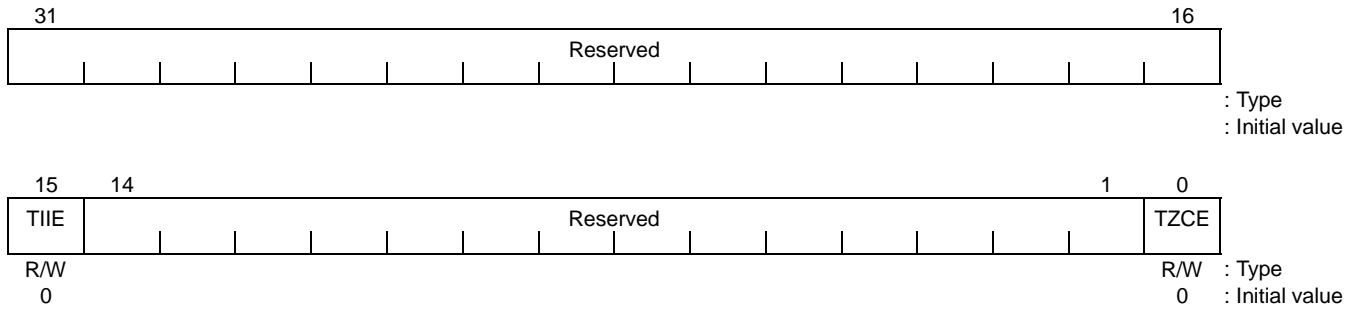 31 16
Reserved
: Type
: Initial value
15 14 1 0
TIIE Reserved TZCE
R/W R/W : Type
0 0 : Initial value